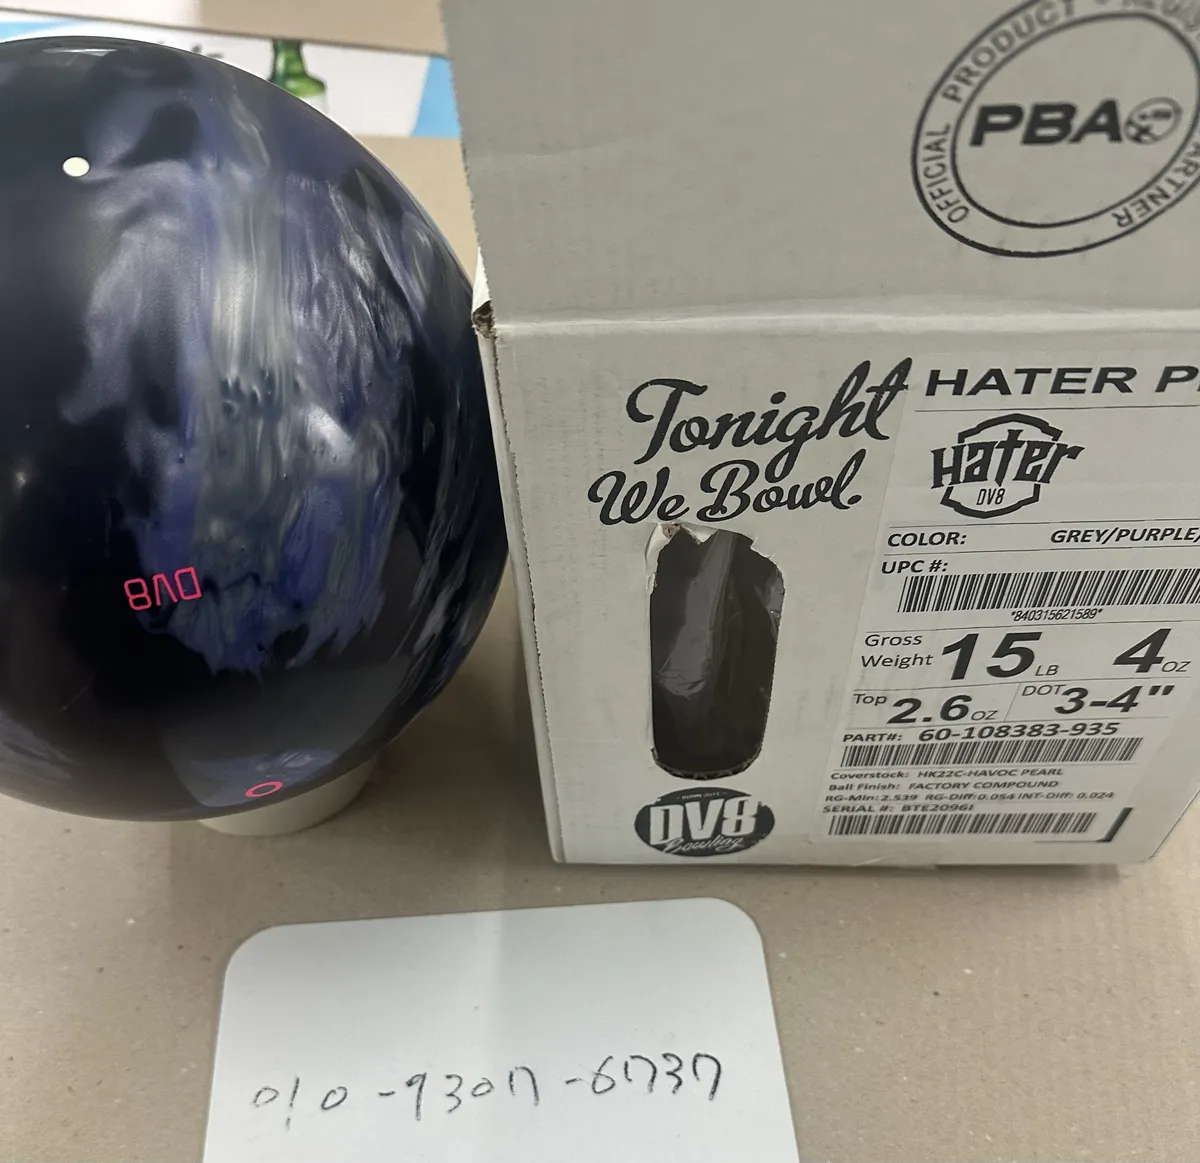 OFFICIAL PRODUCT
PBA
Tonight
We Bowl.
HATER
Hater
DV8
COLOR: GREY/PURPLE/
UPC #:
*840315621589*
Gross Weight 15 LB 4 OZ
Top 2.6 OZ DOT 3-4"
PART#: 60-108383-935
Coverstock: HK22C-HAVOC PEARL
Ball Finish: FACTORY COMPOUND
RG-Min: 2.539 RG-Diff: 0.054 INT-Diff: 0.024
SERIAL #: BTE2096I
DV8
Bowling
DV8
010-9307-6737